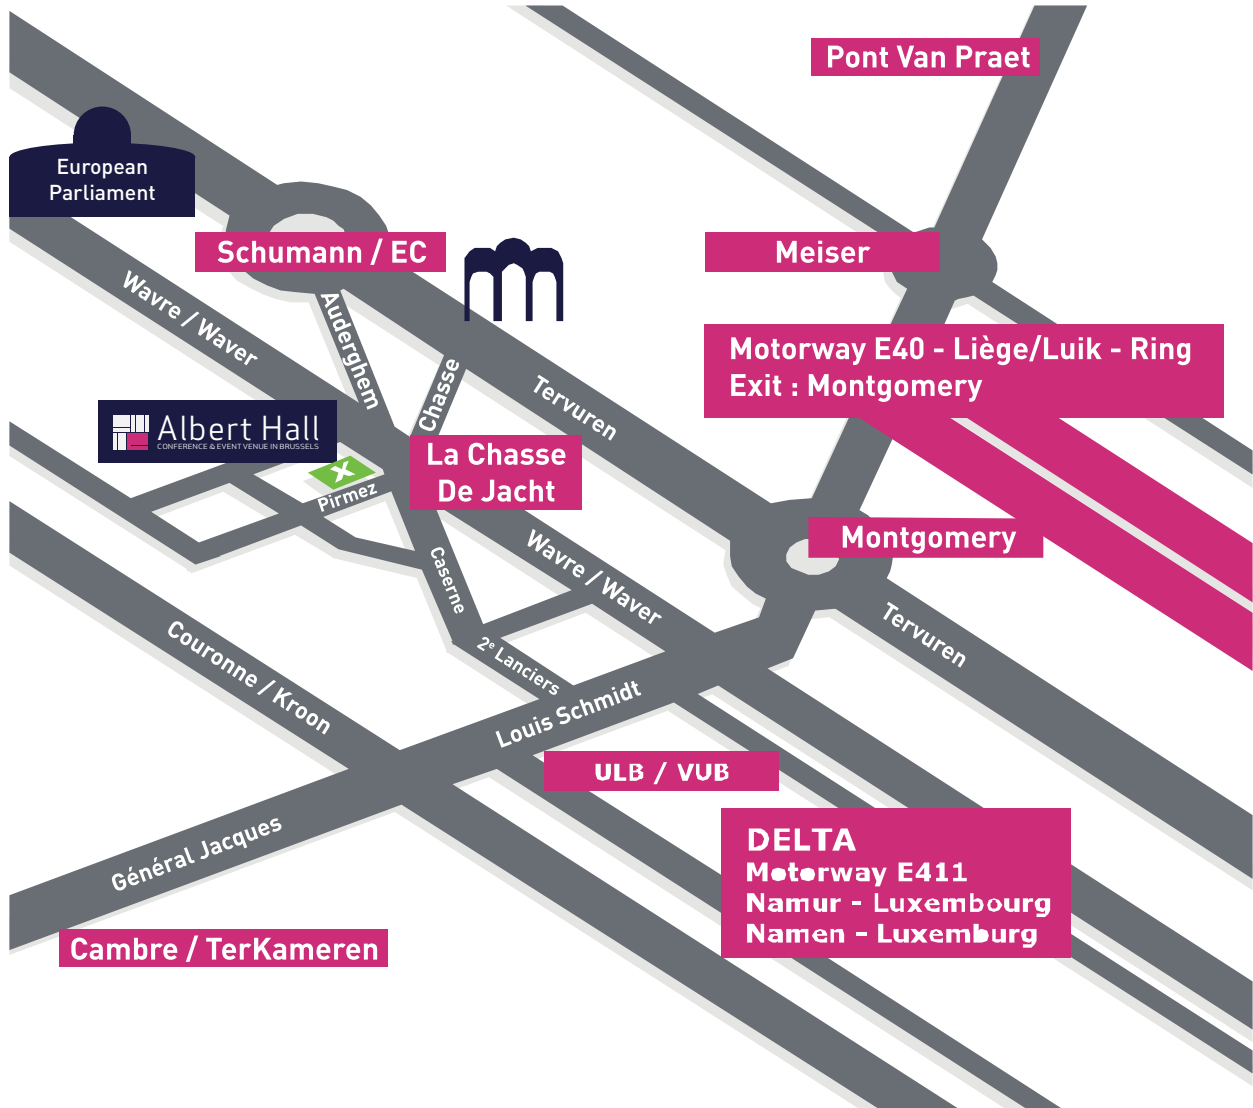 Pont Van Praet
European
Parliament
Schumann / EC
Meiser
Wavre / Waver
Auderghem
Motorway E40 - Liège/Luik - Ring
Exit : Montgomery
Chasse
Tervuren
Albert Hall
CONFERENCE & EVENT VENUE IN BRUSSELS
La Chasse
De Jacht
X
Pirmez
Montgomery
Caserne
Wavre / Waver
Tervuren
2e Lanciers
Couronne / Kroon
Louis Schmidt
ULB / VUB
Général Jacques
DELTA
Motorway E411
Namur - Luxembourg
Namen - Luxemburg
Cambre / TerKameren